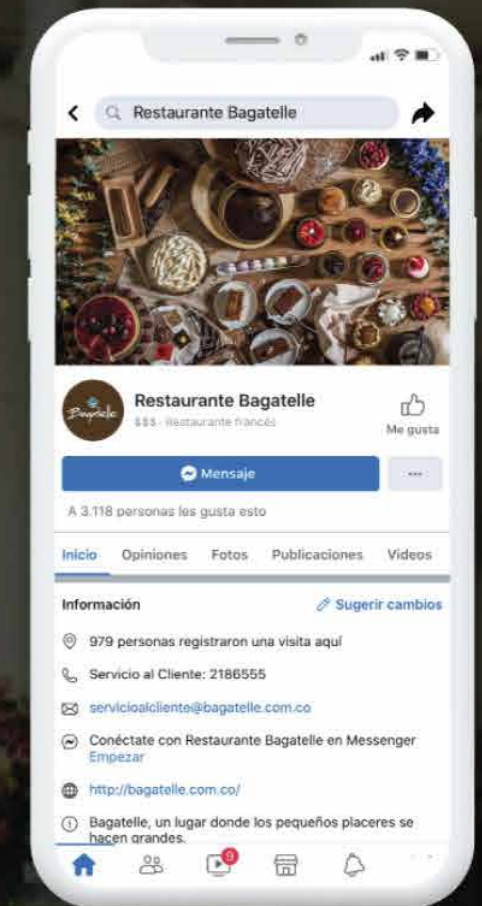 Restaurante Bagatelle
Bagatelle
Restaurante Bagatelle
$$$ · Restaurante francés
Me gusta
Mensaje
A 3.118 personas les gusta esto
Inicio Opiniones Fotos Publicaciones Videos
Información Sugerir cambios
979 personas registraron una visita aquí
Servicio al Cliente: 2186555
servicioalcliente@bagatelle.com.co
Conéctate con Restaurante Bagatelle en Messenger
Empezar
http://bagatelle.com.co/
Bagatelle, un lugar donde los pequeños placeres se
hacen grandes.
9